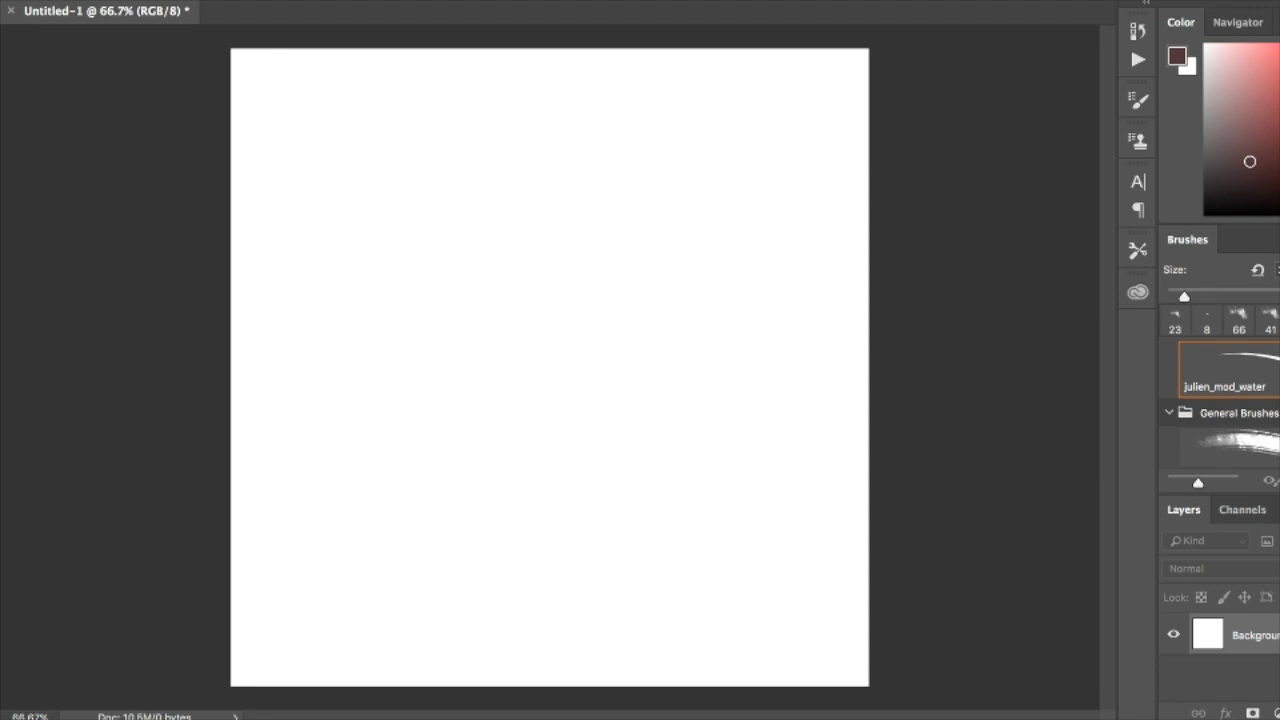 Untitled-1 @ 66.7% (RGB/8) *
Color Navigator
Brushes
Size:
23 8 66 41
julien_mod_water
General Brushes
Layers Channels
Kind
Normal
Lock:
Backgroun
66.67% Doc: 10.5M/0 bytes